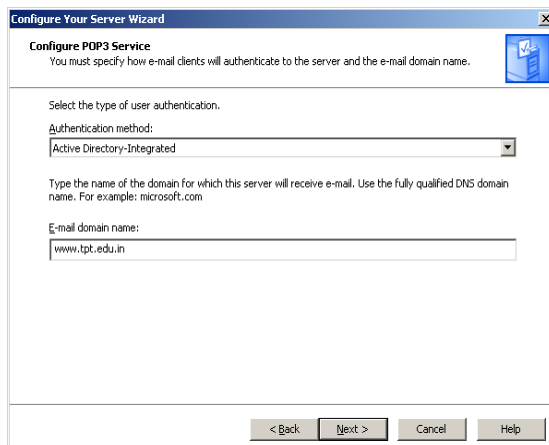 Configure Your Server Wizard
Configure POP3 Service
You must specify how e-mail clients will authenticate to the server and the e-mail domain name.
Select the type of user authentication.
Authentication method:
Active Directory-Integrated
Type the name of the domain for which this server will receive e-mail. Use the fully qualified DNS domain
name. For example: microsoft.com
E-mail domain name:
www.tpt.edu.in
< Back Next > Cancel Help